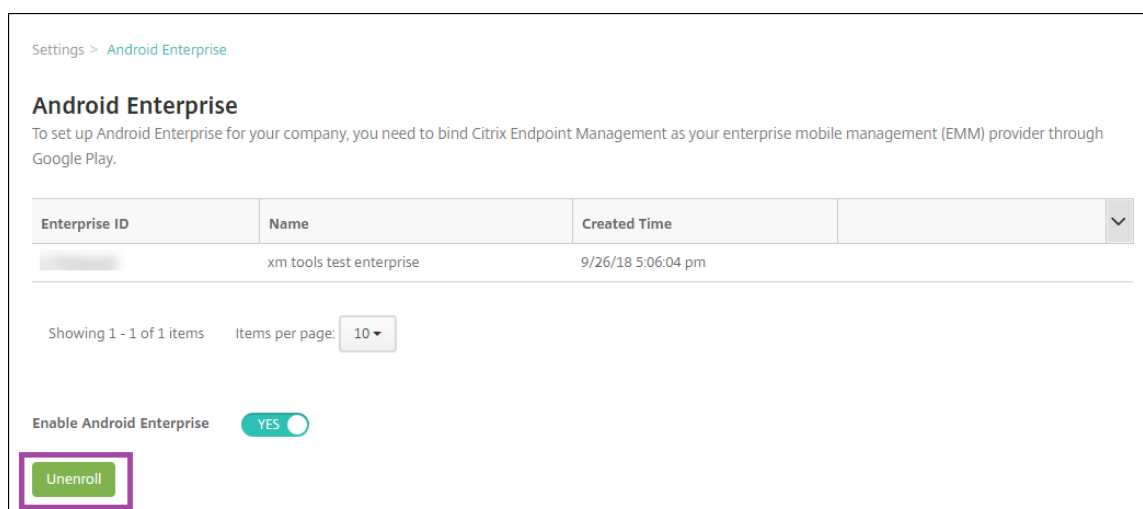 Settings > Android Enterprise
Android Enterprise
To set up Android Enterprise for your company, you need to bind Citrix Endpoint Management as your enterprise mobile management (EMM) provider through
Google Play.
Enterprise ID Name Created Time
xm tools test enterprise 9/26/18 5:06:04 pm
Showing 1 - 1 of 1 items Items per page: 10
Enable Android Enterprise YES
Unenroll